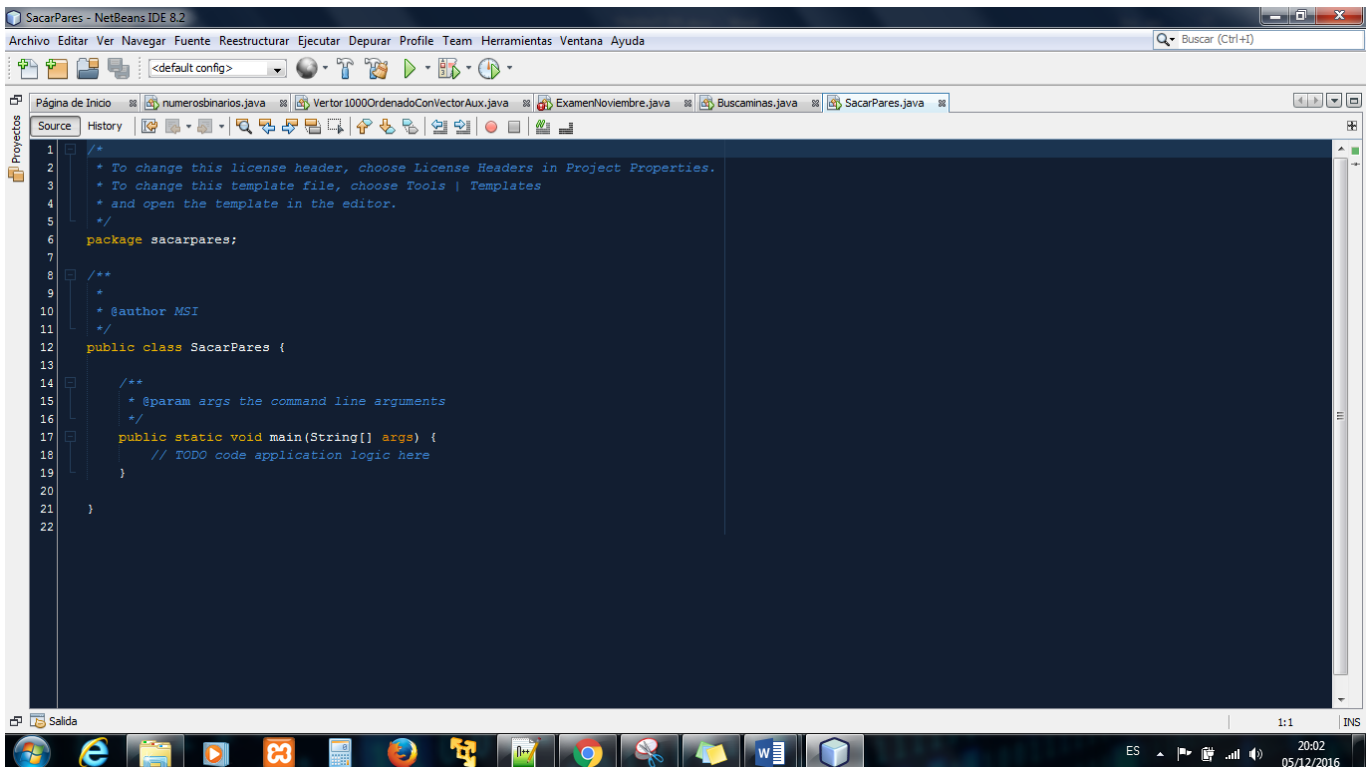 SacarPares - NetBeans IDE 8.2
Archivo Editar Ver Navegar Fuente Reestructurar Ejecutar Depurar Profile Team Herramientas Ventana Ayuda
Buscar (Ctrl+I)
<default config>
Página de Inicio numerosbinarios.java Vertor1000OrdenadoConVectorAux.java ExamenNoviembre.java Buscaminas.java SacarPares.java
Source History
Proyectos
1 /*
2 * To change this license header, choose License Headers in Project Properties.
3 * To change this template file, choose Tools | Templates
4 * and open the template in the editor.
5 */
6 package sacarpares;
7
8 /**
9 *
10 * @author MSI
11 */
12 public class SacarPares {
13
14 /**
15 * @param args the command line arguments
16 */
17 public static void main(String[] args) {
18 // TODO code application logic here
19 }
20
21 }
22
Salida
1:1 INS
ES
20:02
05/12/2016